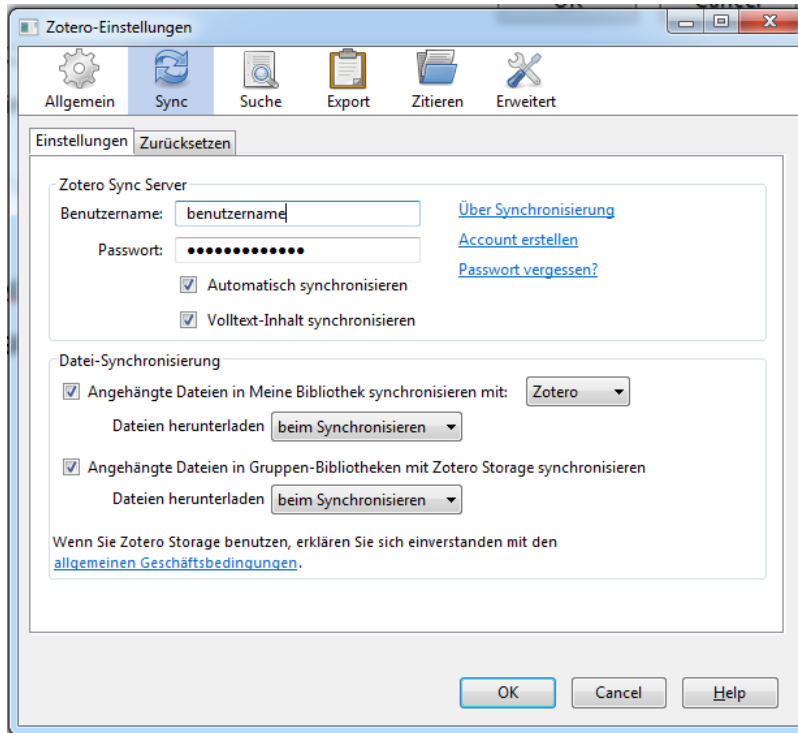 Zotero-Einstellungen
Allgemein Sync Suche Export Zitieren Erweitert
Einstellungen Zurücksetzen
Zotero Sync Server
Benutzername: benutzername Über Synchronisierung
Account erstellen
Passwort: ●●●●●●●●●●●●●
Passwort vergessen?
Automatisch synchronisieren
Volltext-Inhalt synchronisieren
Datei-Synchronisierung
Angehängte Dateien in Meine Bibliothek synchronisieren mit: Zotero
Dateien herunterladen beim Synchronisieren
Angehängte Dateien in Gruppen-Bibliotheken mit Zotero Storage synchronisieren
Dateien herunterladen beim Synchronisieren
Wenn Sie Zotero Storage benutzen, erklären Sie sich einverstanden mit den
allgemeinen Geschäftsbedingungen.
OK Cancel Help